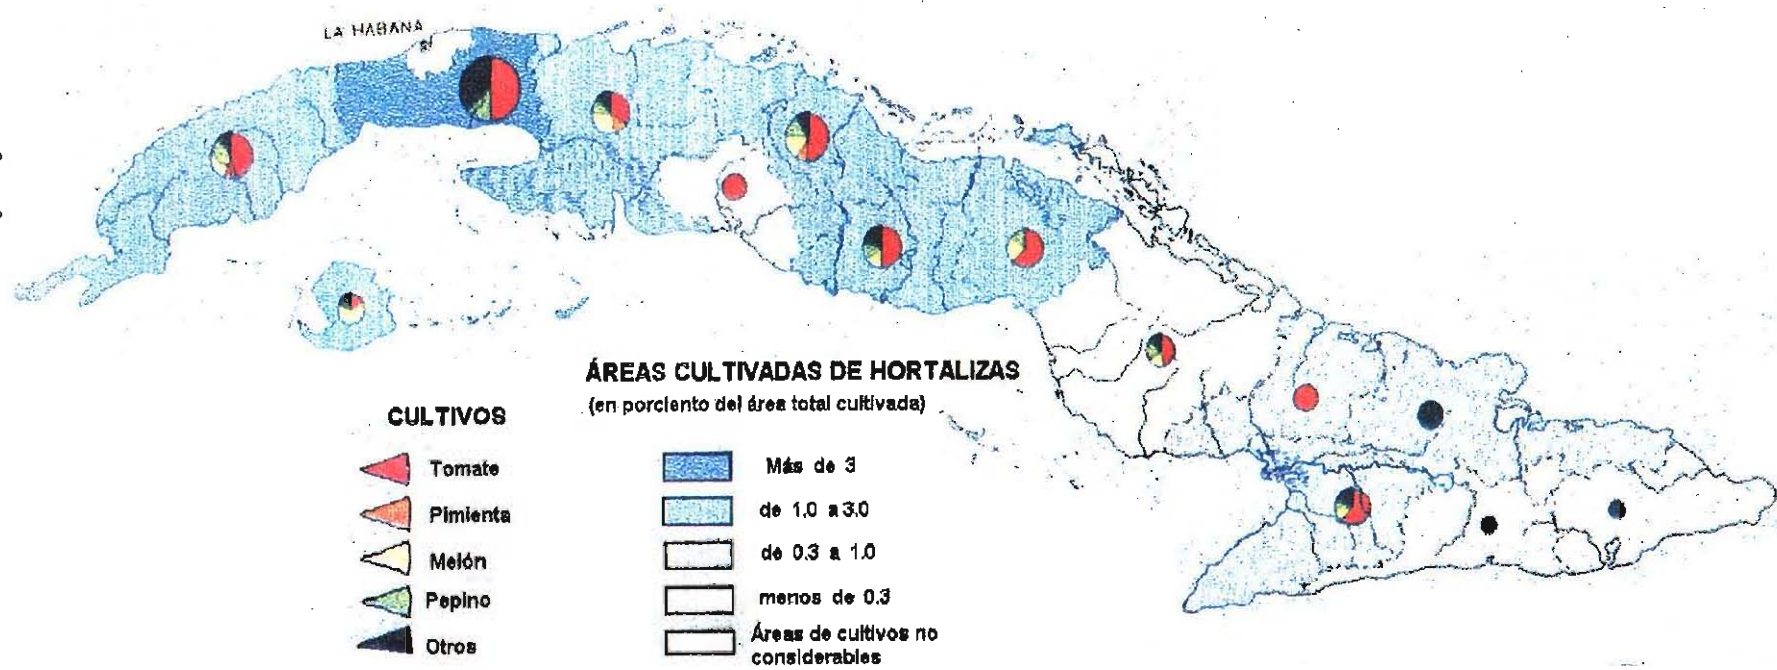 LA HABANA
ÁREAS CULTIVADAS DE HORTALIZAS
(en porciento del área total cultivada)
CULTIVOS
Tomate
Pimienta
Melón
Pepino
Otros
Más de 3
de 1.0 a 3.0
de 0.3 a 1.0
menos de 0.3
Áreas de cultivos no
considerables